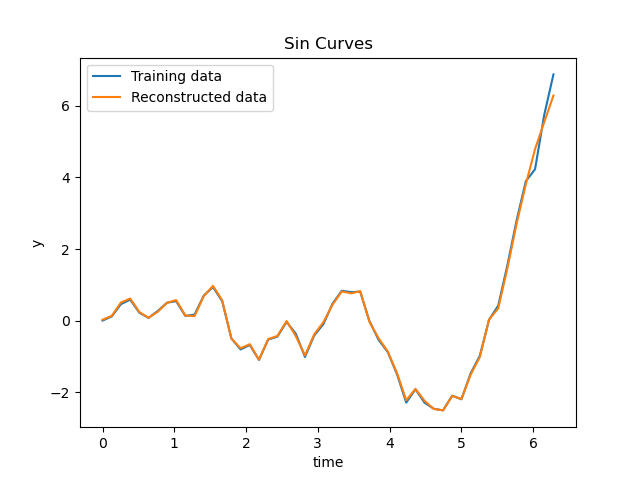 Sin Curves
Training data
Reconstructed data
6
4
2
0
−2
y
0 1 2 3 4 5 6
time